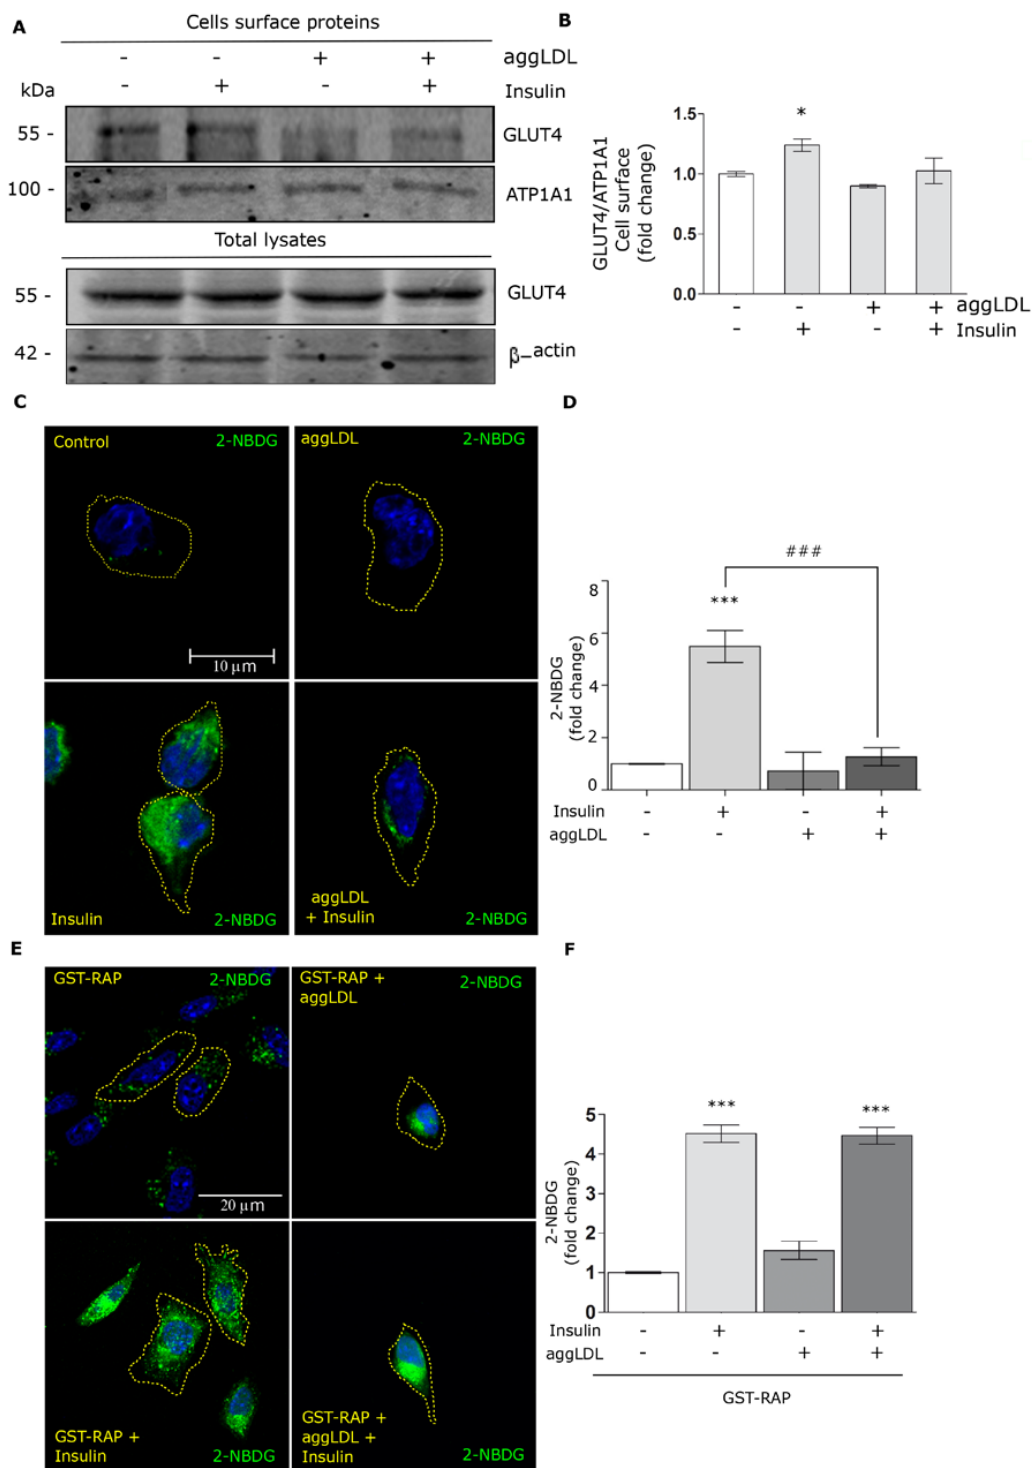 A
Cells surface proteins
- - + + aggLDL
kDa - + - + Insulin
55 - GLUT4
100 - ATP1A1
Total lysates
55 - GLUT4
42 - β-actin
B
GLUT4/ATP1A1
Cell surface
(fold change)
1.5
1.0
0.5
0.0
*
- - + + aggLDL
- + - + Insulin
C
Control 2-NBDG
aggLDL 2-NBDG
10 µm
Insulin 2-NBDG
aggLDL
+ Insulin 2-NBDG
D
2-NBDG
(fold change)
8
6
4
2
0
***
###
Insulin - + - +
aggLDL - - + +
E
GST-RAP 2-NBDG
GST-RAP + 2-NBDG
aggLDL
20 µm
GST-RAP +
Insulin 2-NBDG
GST-RAP +
aggLDL +
Insulin 2-NBDG
F
2-NBDG
(fold change)
5
4
3
2
1
0
*** ***
Insulin - + - +
aggLDL - - + +
GST-RAP